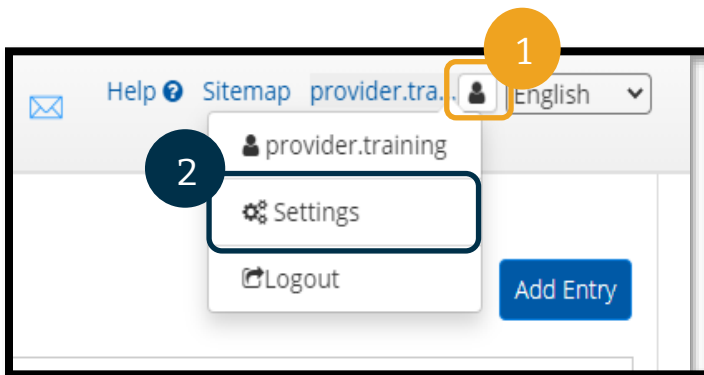 1
Help Sitemap provider.tra... English
provider.training
2
Settings
Logout
Add Entry